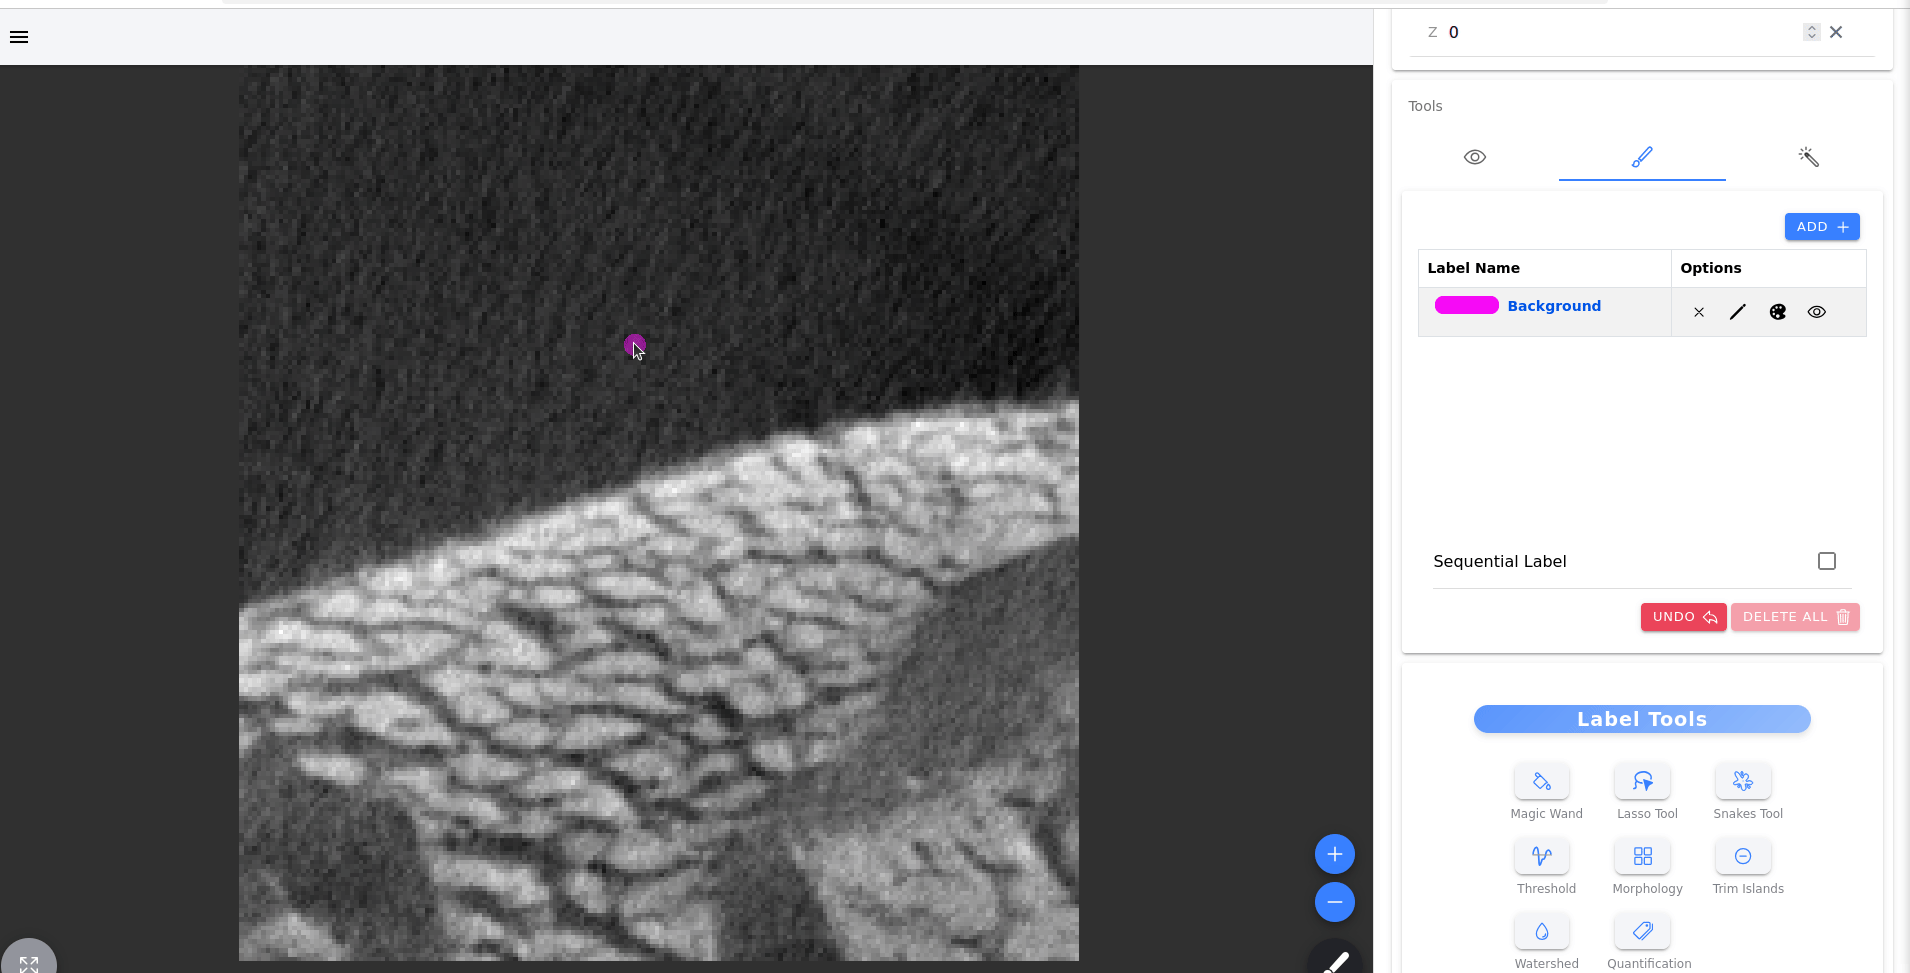 Z 0
Tools
ADD
Label Name Options
Background
Sequential Label
UNDO DELETE ALL
Label Tools
Magic Wand Lasso Tool Snakes Tool
Threshold Morphology Trim Islands
Watershed Quantification